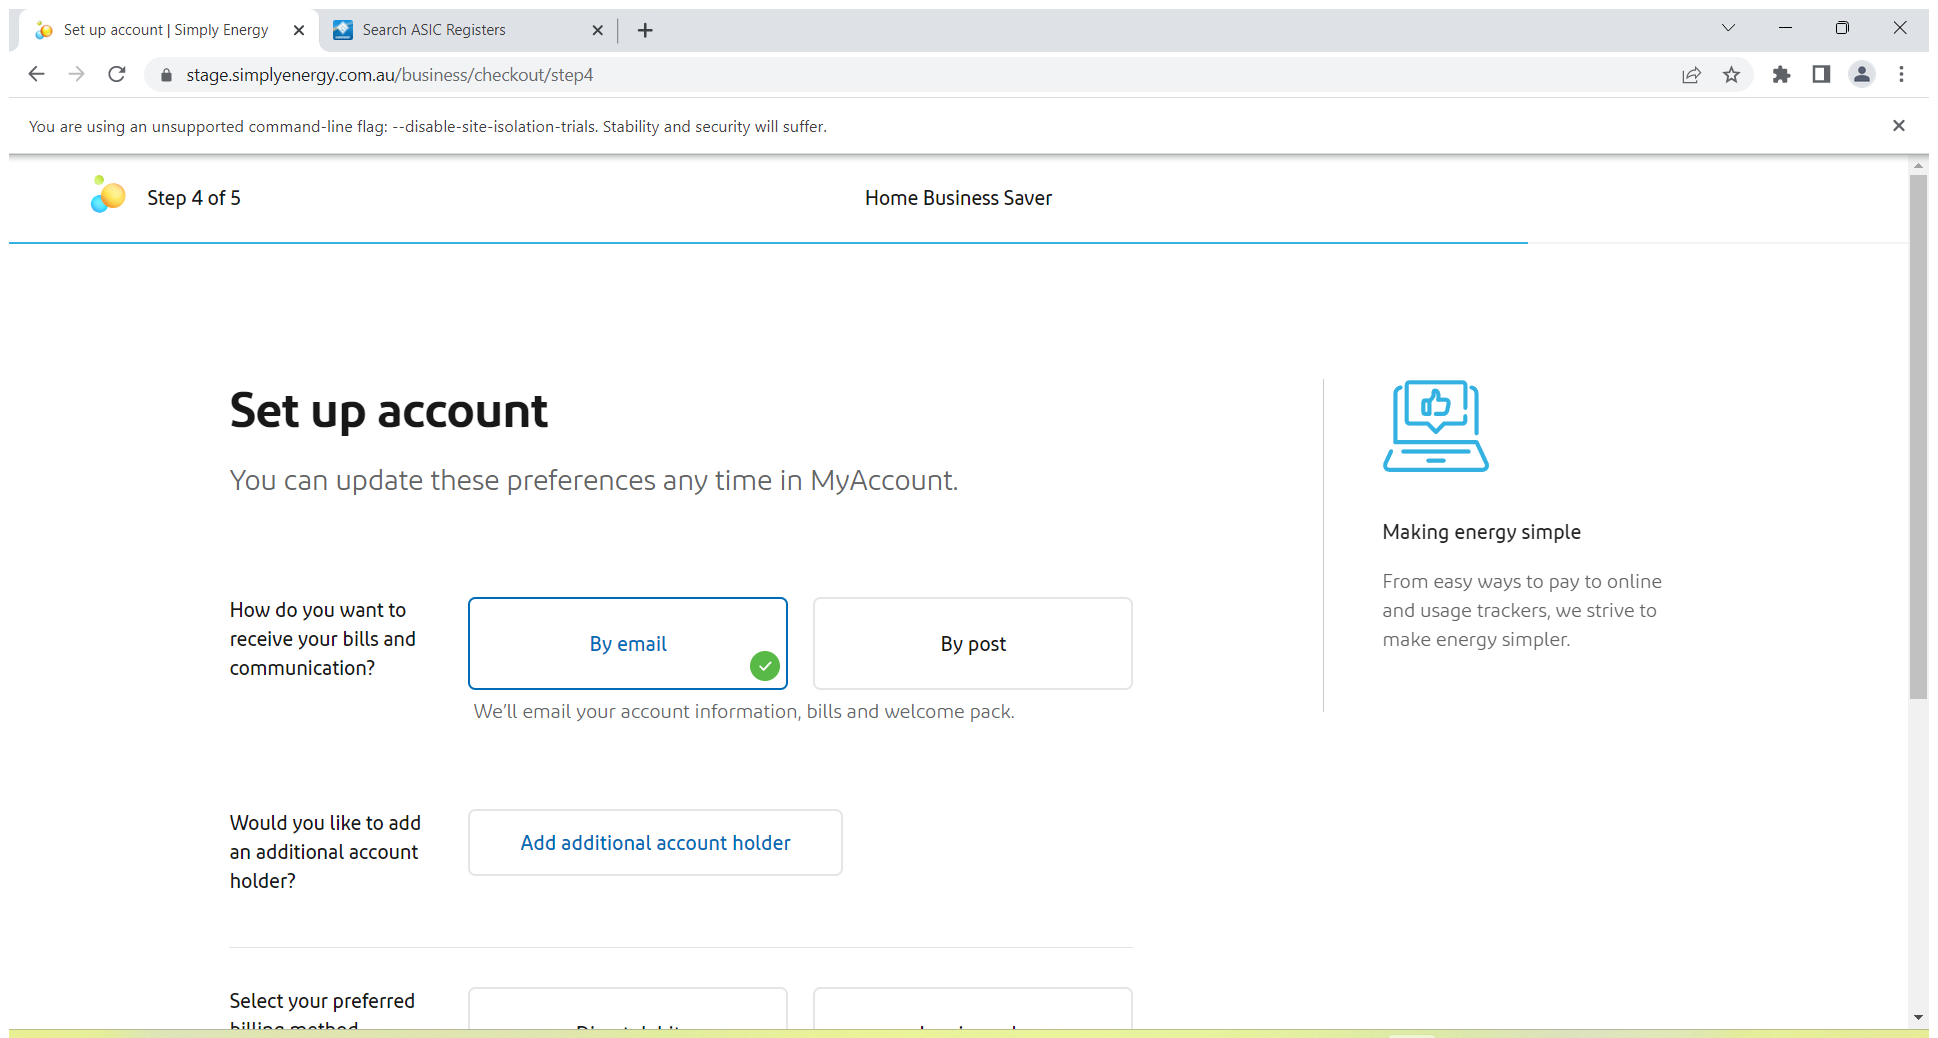 Set up account | Simply Energy
Search ASIC Registers
stage.simplyenergy.com.au/business/checkout/step4
You are using an unsupported command-line flag: --disable-site-isolation-trials. Stability and security will suffer.
Step 4 of 5
Home Business Saver
Set up account
You can update these preferences any time in MyAccount.
How do you want to
receive your bills and
communication?
By email
By post
We'll email your account information, bills and welcome pack.
Would you like to add
an additional account
holder?
Add additional account holder
Select your preferred
billing method
Making energy simple
From easy ways to pay to online
and usage trackers, we strive to
make energy simpler.